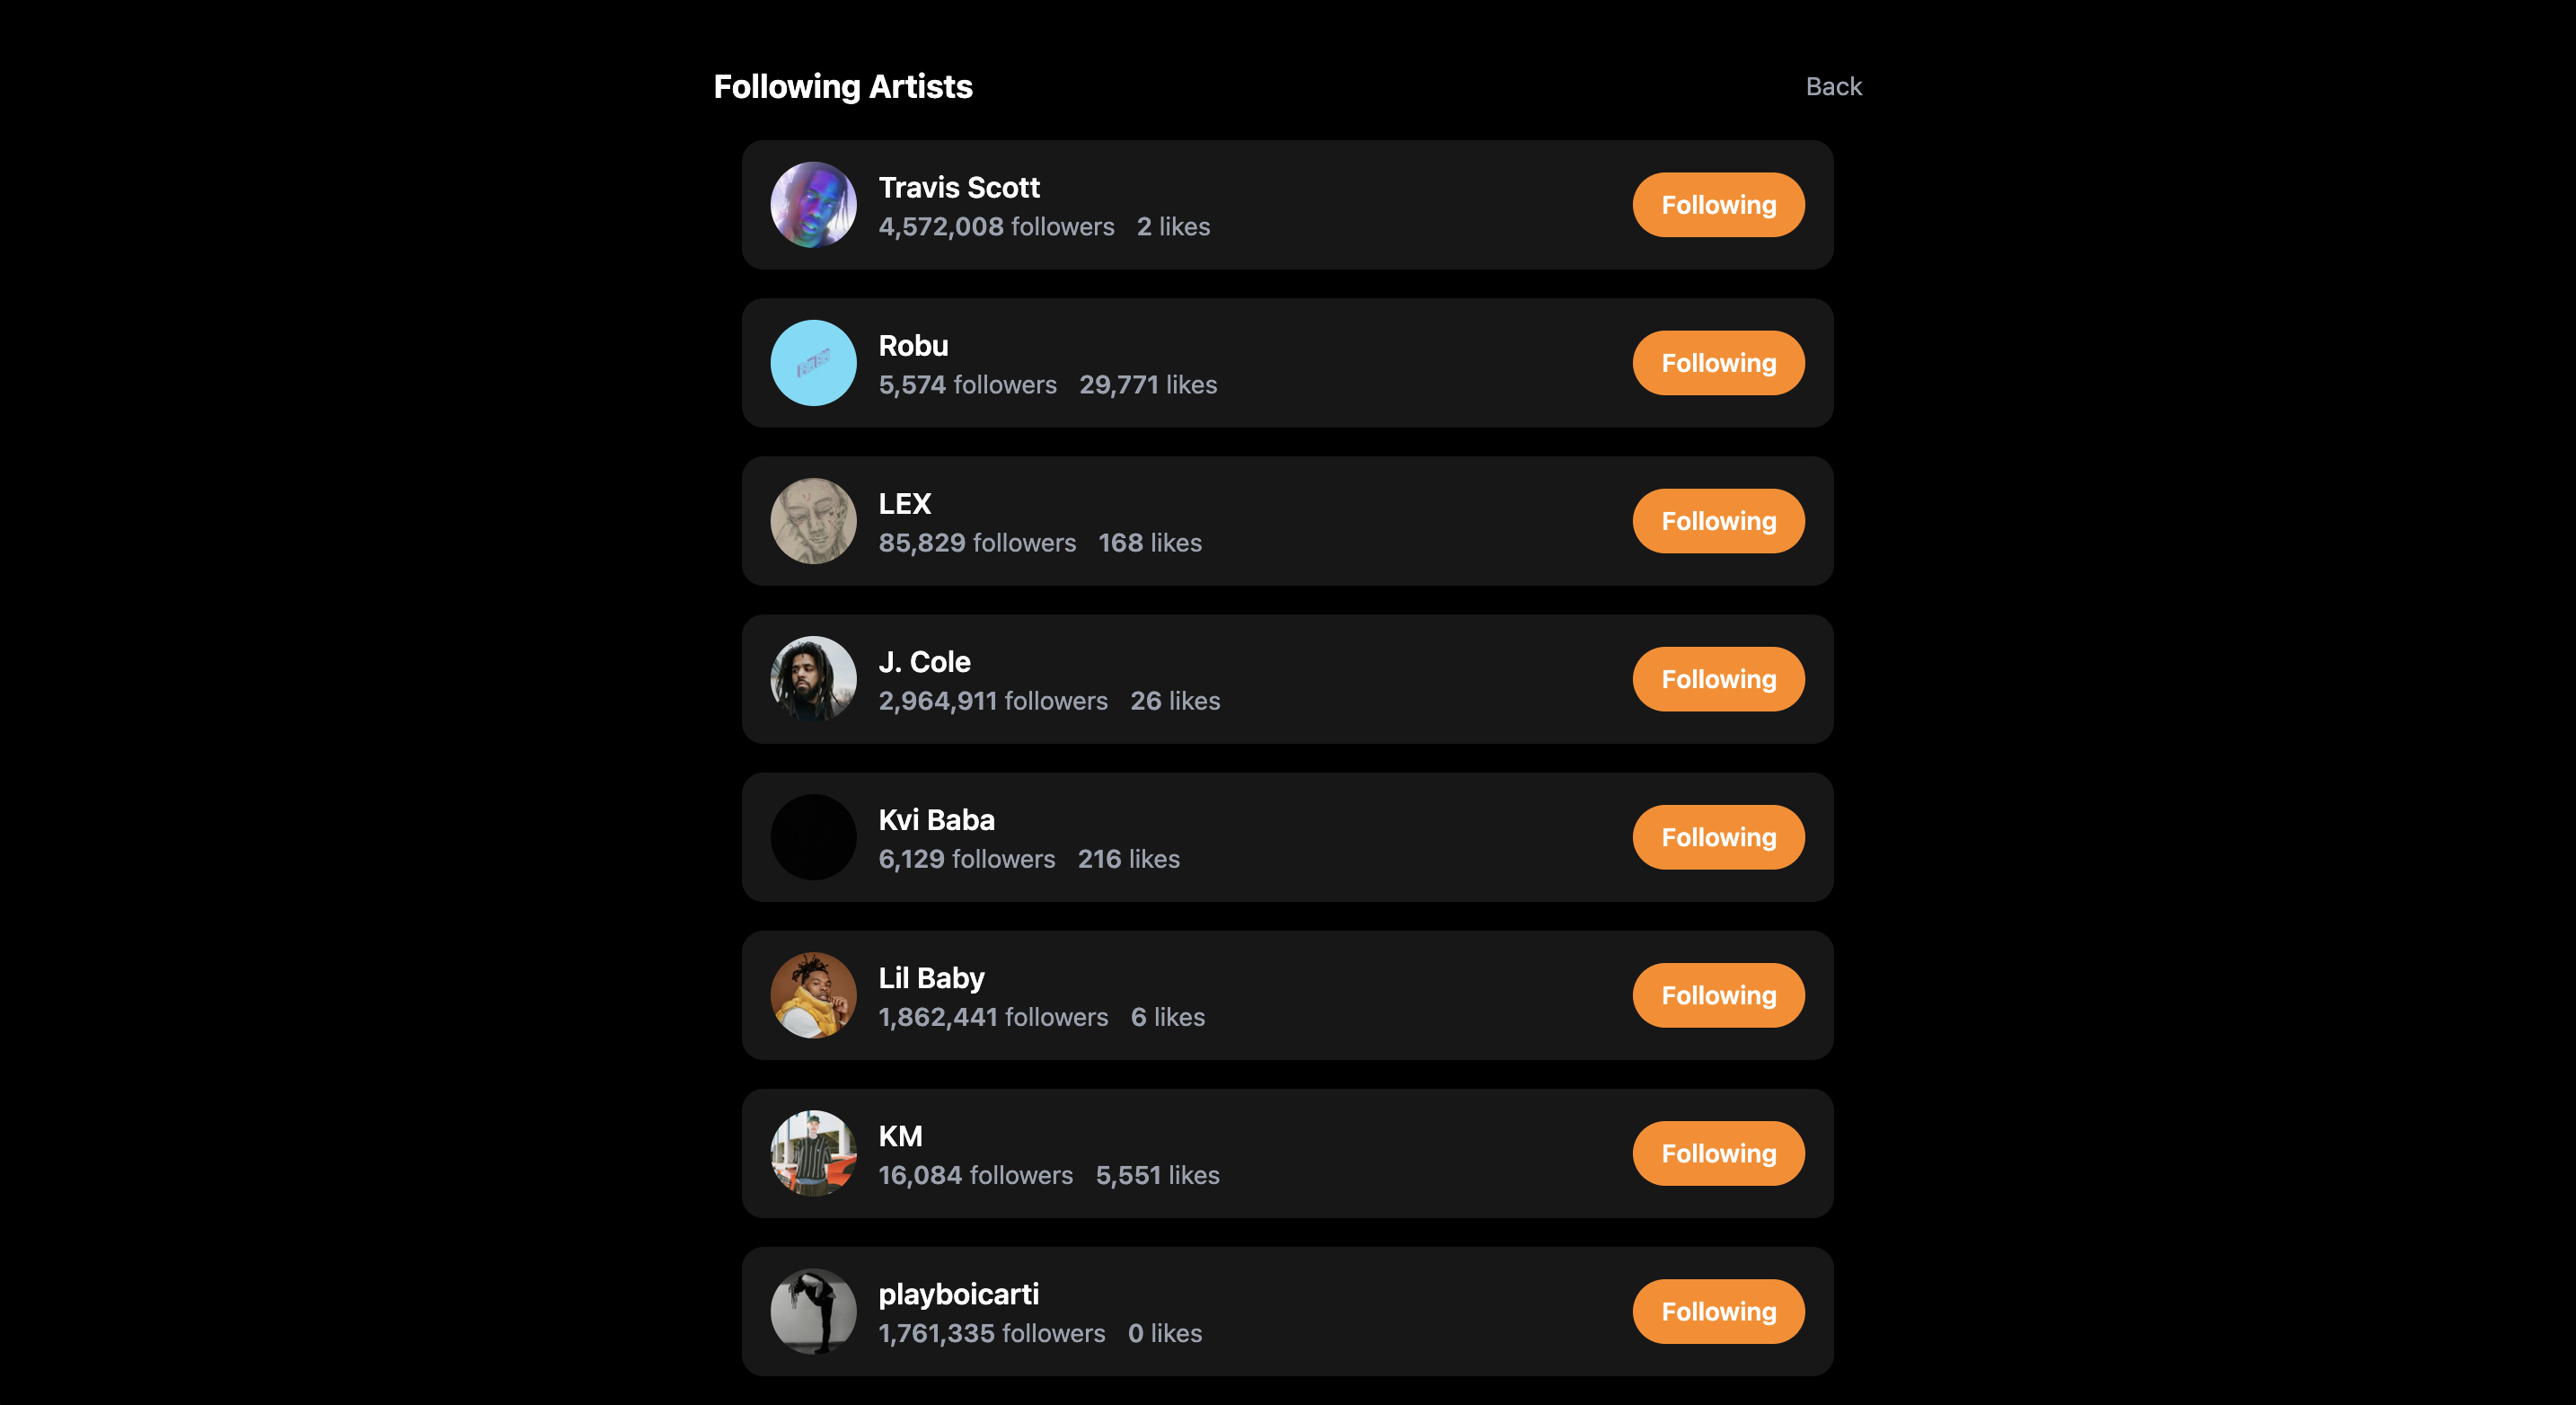 Following Artists
Back
Travis Scott
4,572,008 followers 2 likes
Following
Robu
5,574 followers 29,771 likes
Following
LEX
85,829 followers 168 likes
Following
J. Cole
2,964,911 followers 26 likes
Following
Kvi Baba
6,129 followers 216 likes
Following
Lil Baby
1,862,441 followers 6 likes
Following
KM
16,084 followers 5,551 likes
Following
playboicarti
1,761,335 followers 0 likes
Following